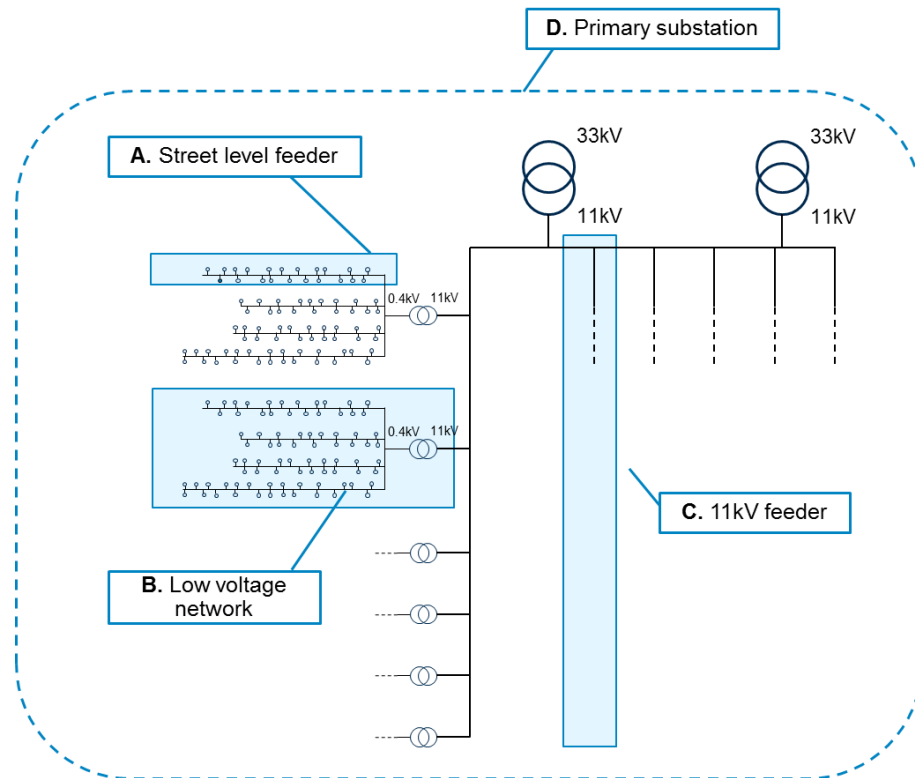 D. Primary substation
A. Street level feeder
33kV
33kV
11kV
11kV
0.4kV
11kV
0.4kV
11kV
C. 11kV feeder
B. Low voltage
network